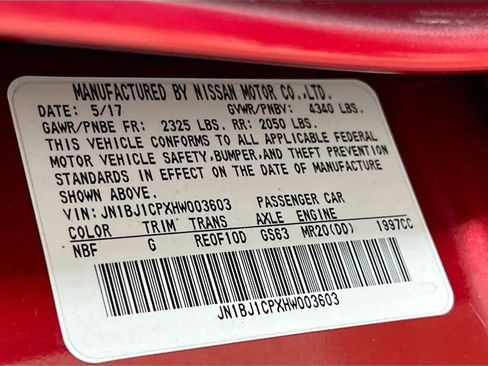 MANUFACTURED BY NISSAN MOTOR CO.,LTD.
DATE: 5/17 GVWR/PNBV: 4340 LBS.
GAWR/PNBE FR: 2325 LBS. RR: 2050 LBS.
THIS VEHICLE CONFORMS TO ALL APPLICABLE FEDERAL
MOTOR VEHICLE SAFETY,BUMPER,AND THEFT PREVENTION
STANDARDS IN EFFECT ON THE DATE OF MANUFACTURE
SHOWN ABOVE.
VIN: JN1BJ1CPXHW003603 PASSENGER CAR
COLOR TRIM TRANS AXLE ENGINE
NBF G RE0F10D GS63 MR20(DD) 1997CC
JN1BJ1CPXHW003603